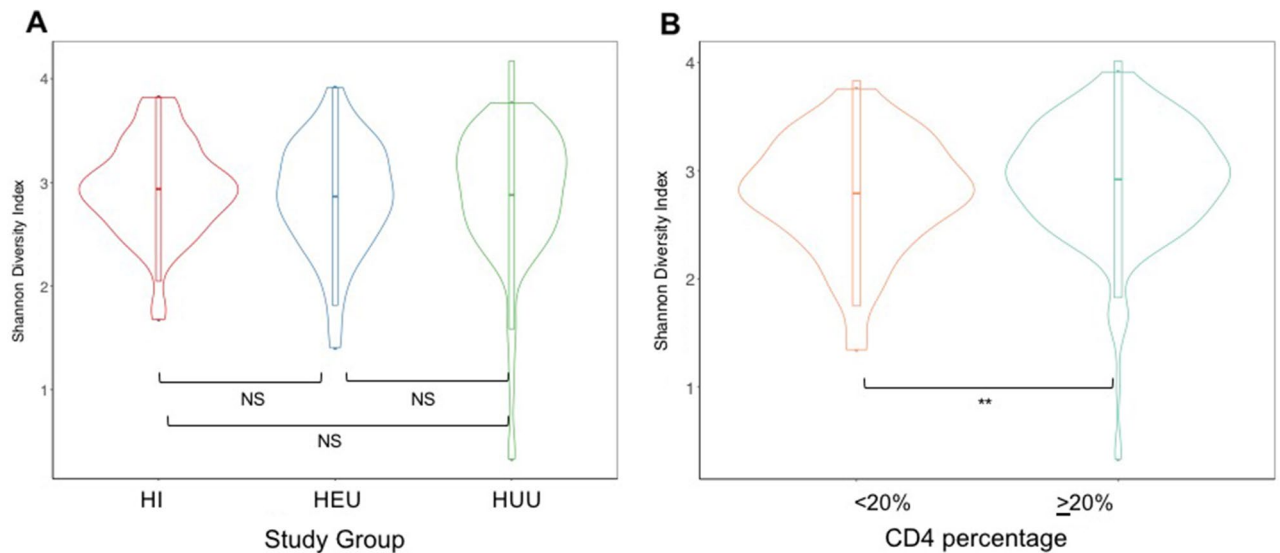 A
Shannon Diversity Index
4
3
2
1
NS
NS
NS
HI
HEU
HUU
Study Group
B
Shannon Diversity Index
4
3
2
1
**
<20%
≥20%
CD4 percentage